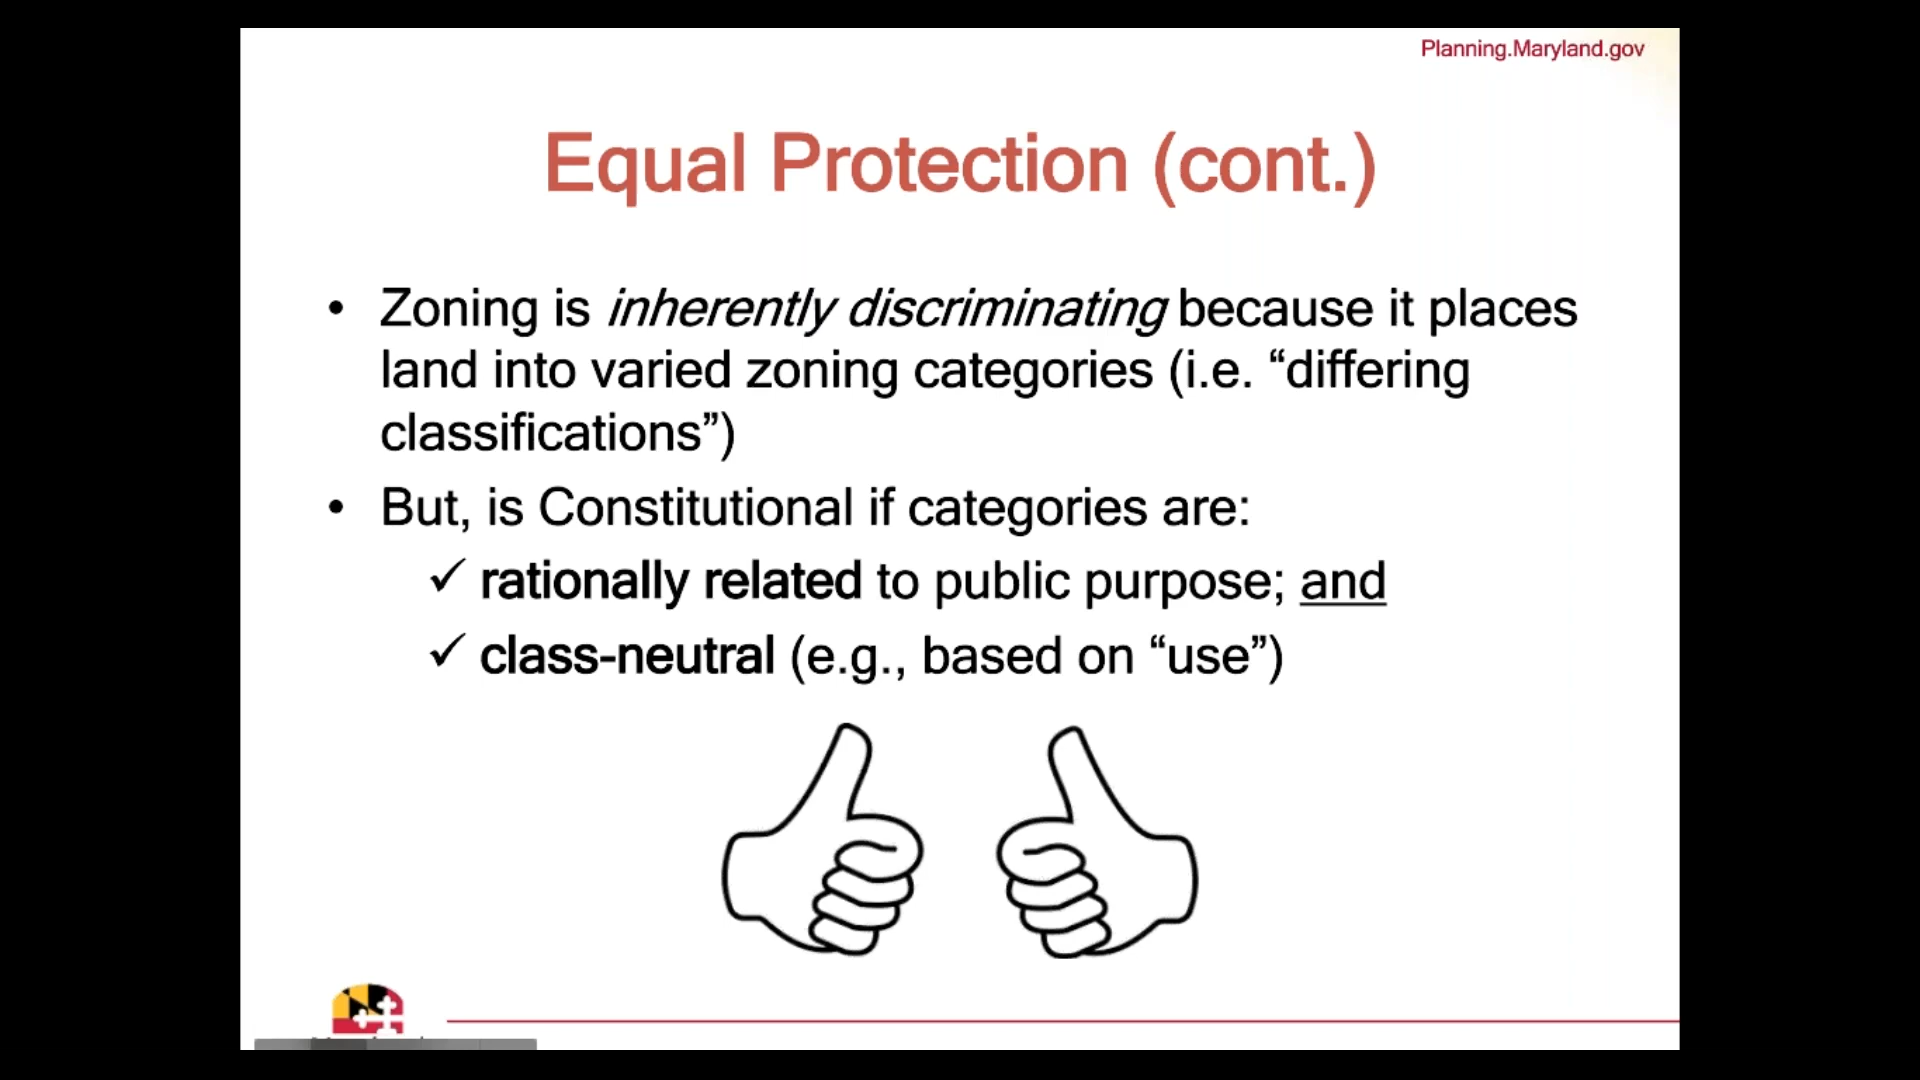 Planning.Maryland.gov
Equal Protection (cont.)
• Zoning is inherently discriminating because it places
land into varied zoning categories (i.e. “differing
classifications”)
• But, is Constitutional if categories are:
✓ rationally related to public purpose; and
✓ class-neutral (e.g., based on “use”)